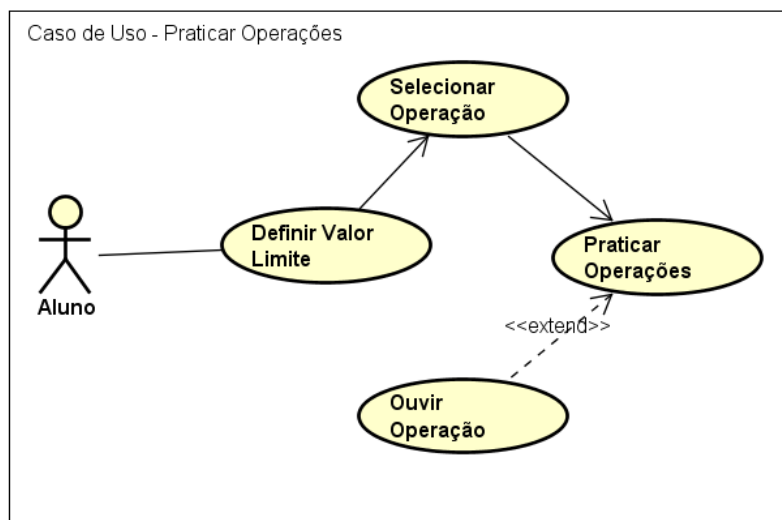 Caso de Uso - Praticar Operações
Selecionar
Operação
Definir Valor
Limite
Praticar
Operações
Aluno
<<extend>>
Ouvir
Operação